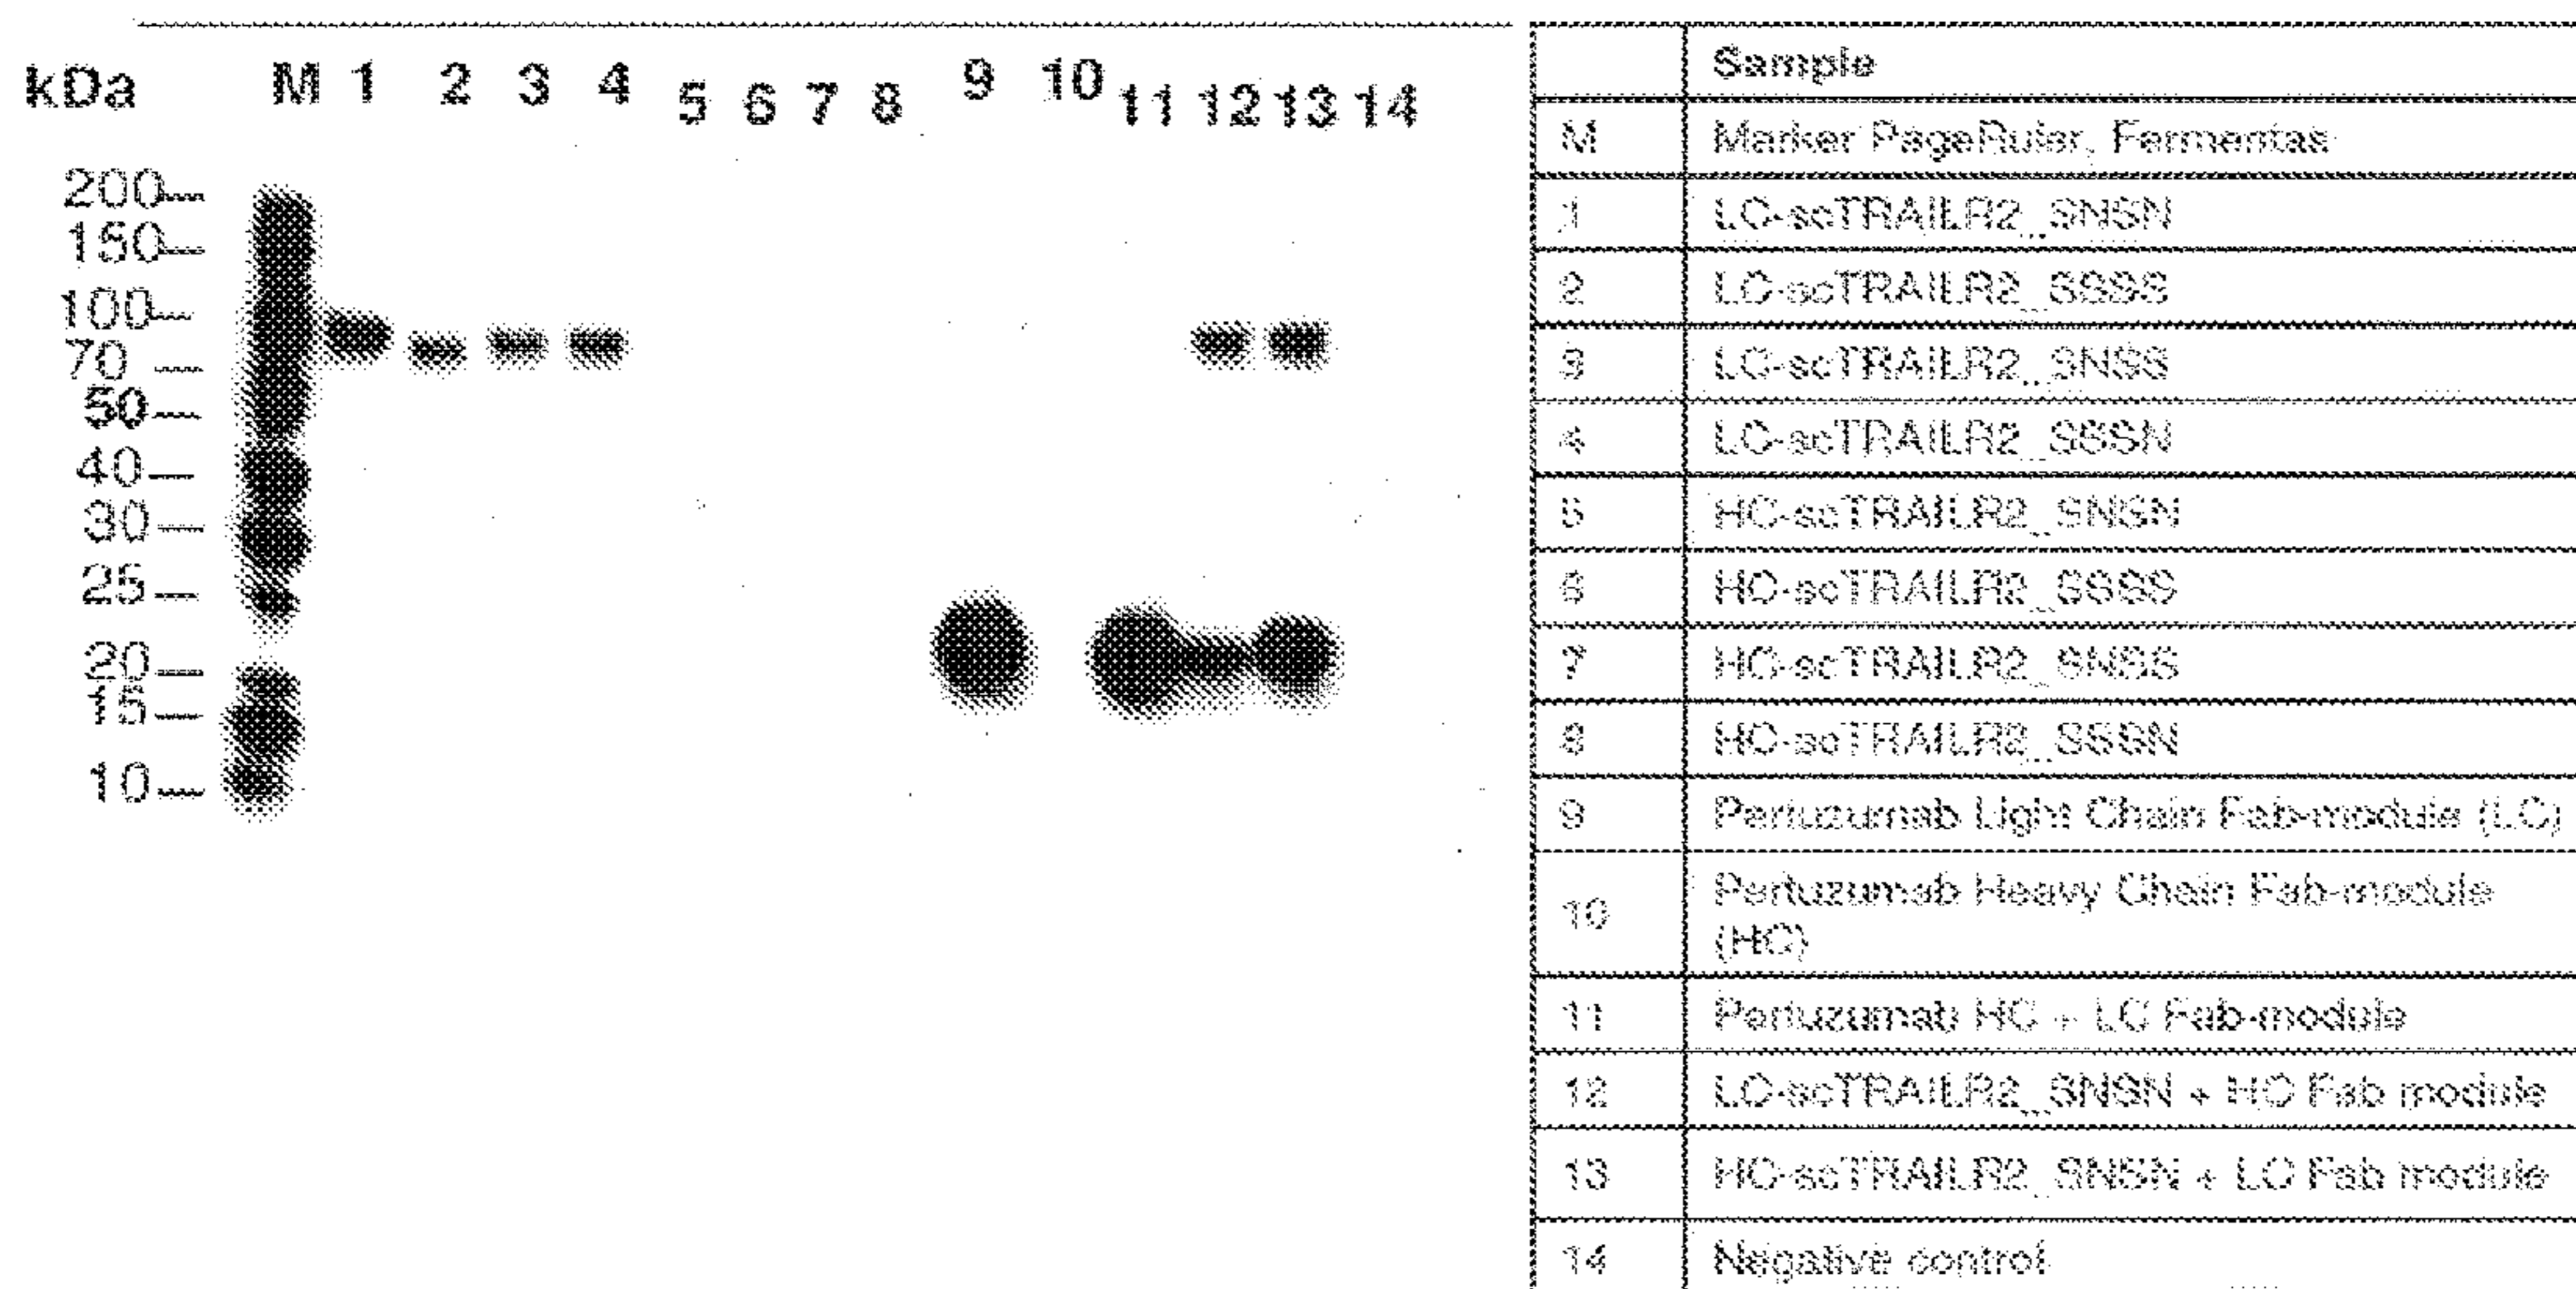 kDa M 1 2 3 4 5 6 7 8 9 10 11 12 13 14
200
150
100
70
50
40
30
25
20
15
10
Sample
M Marker PageRuler, Fermentas
1 LC-scTRAILR2_SNSN
2 LC-scTRAILR2_SSSS
3 LC-scTRAILR2_SNSS
4 LC-scTRAILR2_SSSN
5 HC-scTRAILR2_SNSN
6 HC-scTRAILR2_SSSS
7 HC-scTRAILR2_SNSS
8 HC-scTRAILR2_SSSN
9 Pertuzumab Light Chain Fab-module (LC)
10 Pertuzumab Heavy Chain Fab-module
(HC)
11 Pertuzumab HC + LC Fab-module
12 LC-scTRAILR2_SNSN + HC Fab module
13 HC-scTRAILR2_SNSN + LC Fab module
14 Negative control